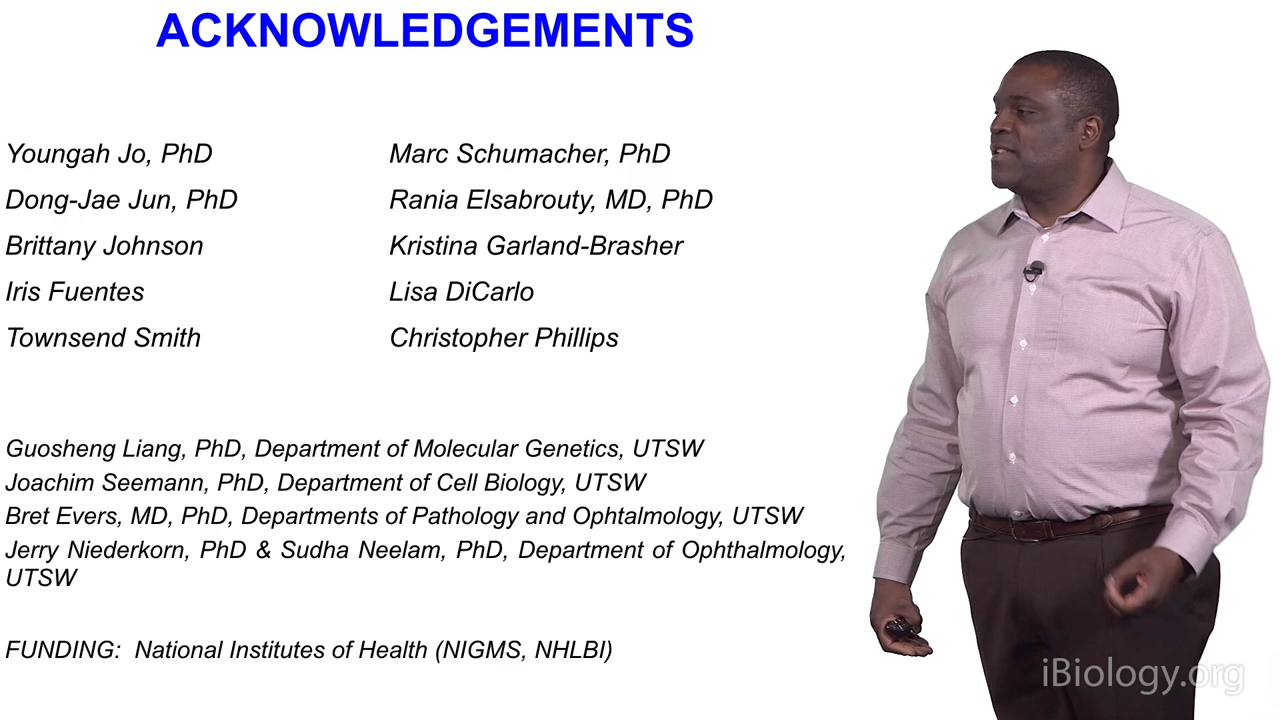 ACKNOWLEDGEMENTS
Youngah Jo, PhD
Dong-Jae Jun, PhD
Brittany Johnson
Iris Fuentes
Townsend Smith
Marc Schumacher, PhD
Rania Elsabrouty, MD, PhD
Kristina Garland-Brasher
Lisa DiCarlo
Christopher Phillips
Guosheng Liang, PhD, Department of Molecular Genetics, UTSW
Joachim Seemann, PhD, Department of Cell Biology, UTSW
Bret Evers, MD, PhD, Departments of Pathology and Ophtalmology, UTSW
Jerry Niederkorn, PhD & Sudha Neelam, PhD, Department of Ophthalmology,
UTSW
FUNDING: National Institutes of Health (NIGMS, NHLBI)
iBiology.org